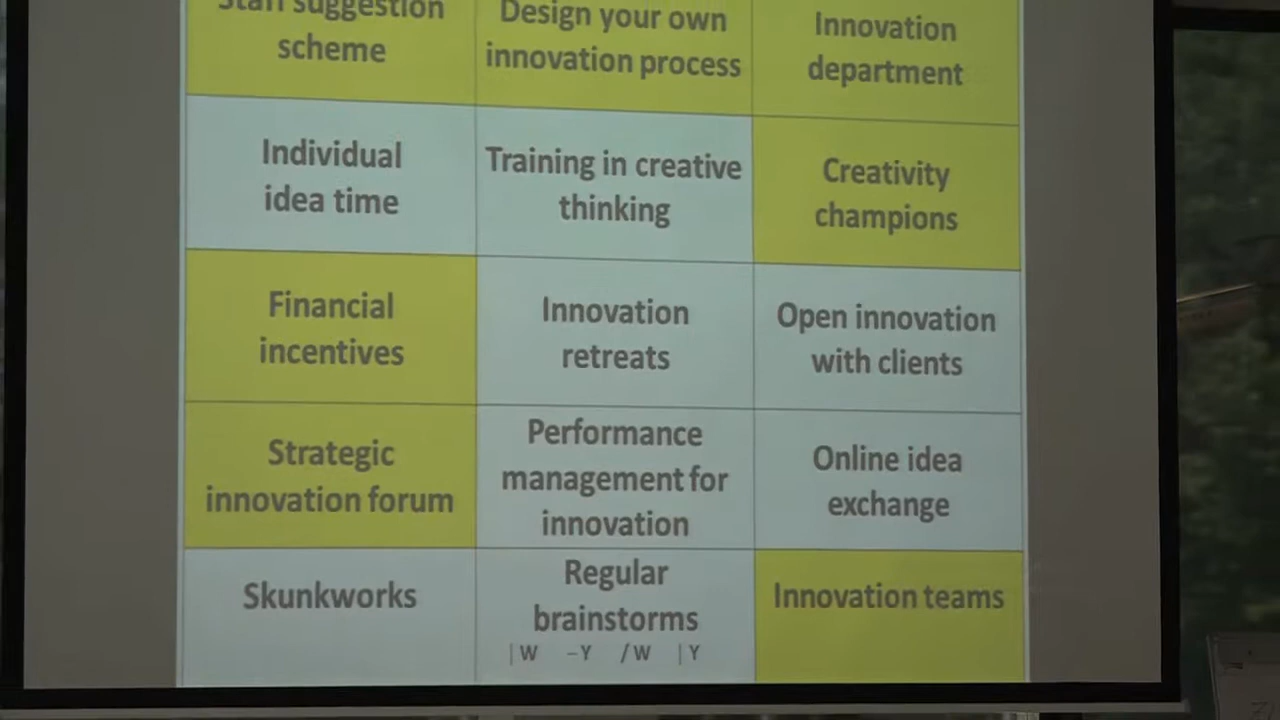 Staff suggestion
scheme
Design your own
innovation process
Innovation
department
Individual
idea time
Training in creative
thinking
Creativity
champions
Financial
incentives
Innovation
retreats
Open innovation
with clients
Strategic
innovation forum
Performance
management for
innovation
Online idea
exchange
Skunkworks
Regular
brainstorms
|W –Y /W |Y
Innovation teams